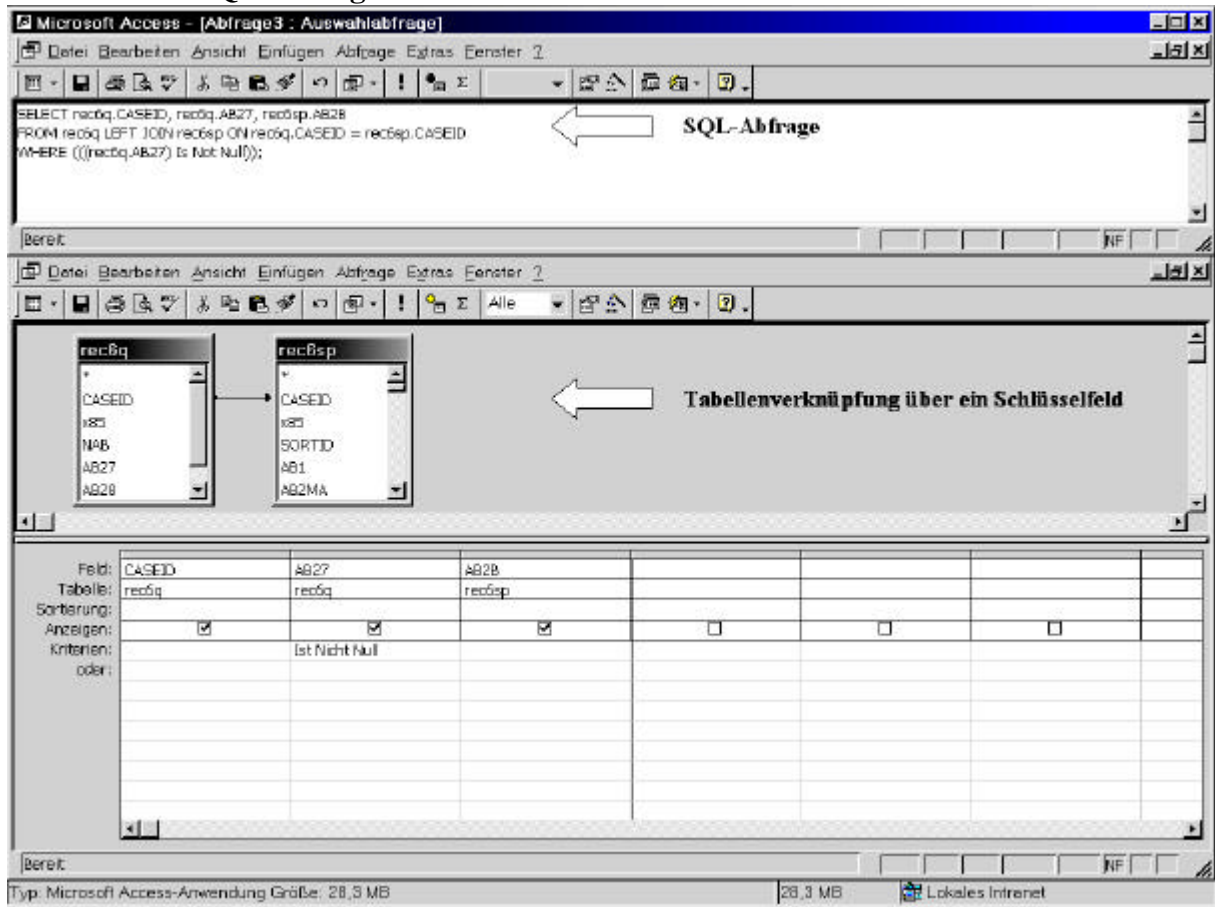 Microsoft Access - [Abfrage3 : Auswahlabfrage]
Datei Bearbeiten Ansicht Einfügen Abfrage Extras Fenster ?
SELECT rec6q.CASEID, rec6q.AB27, rec6sp.AB2B
FROM rec6q LEFT JOIN rec6sp ON rec6q.CASEID = rec6sp.CASEID
WHERE (((rec6q.AB27) Is Not Null));
SQL-Abfrage
Bereit
NF
Datei Bearbeiten Ansicht Einfügen Abfrage Extras Fenster ?
Alle
rec6q
*
CASEID
x85
NAB
AB27
AB28
rec6sp
*
CASEID
x85
SORTID
AB1
AB2MA
Tabellenverknüpfung über ein Schlüsselfeld
Feld: CASEID AB27 AB2B
Tabelle: rec6q rec6q rec6sp
Sortierung:
Anzeigen:
Kriterien: Ist Nicht Null
oder:
Bereit
NF
Typ: Microsoft Access-Anwendung Größe: 28,3 MB 28,3 MB Lokales Intranet